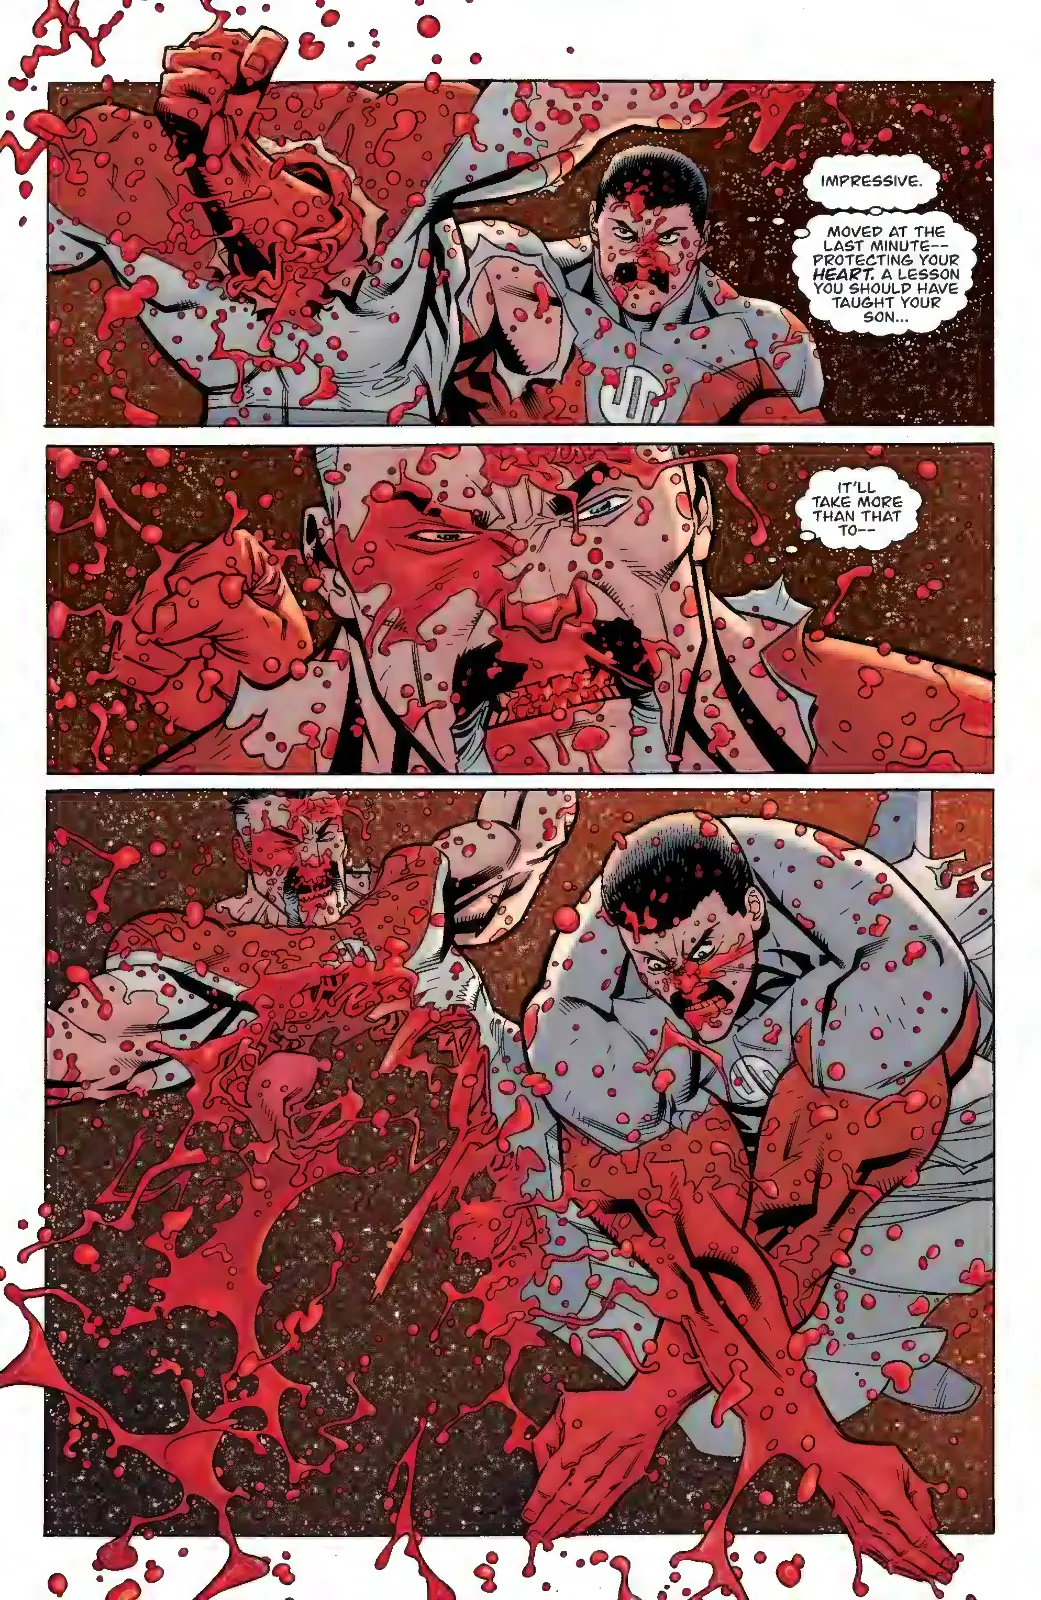 IMPRESSIVE.
MOVED AT THE
LAST MINUTE--
PROTECTING YOUR
HEART. A LESSON
YOU SHOULD HAVE
TAUGHT YOUR
SON...
IT'LL
TAKE MORE
THAN THAT
TO--